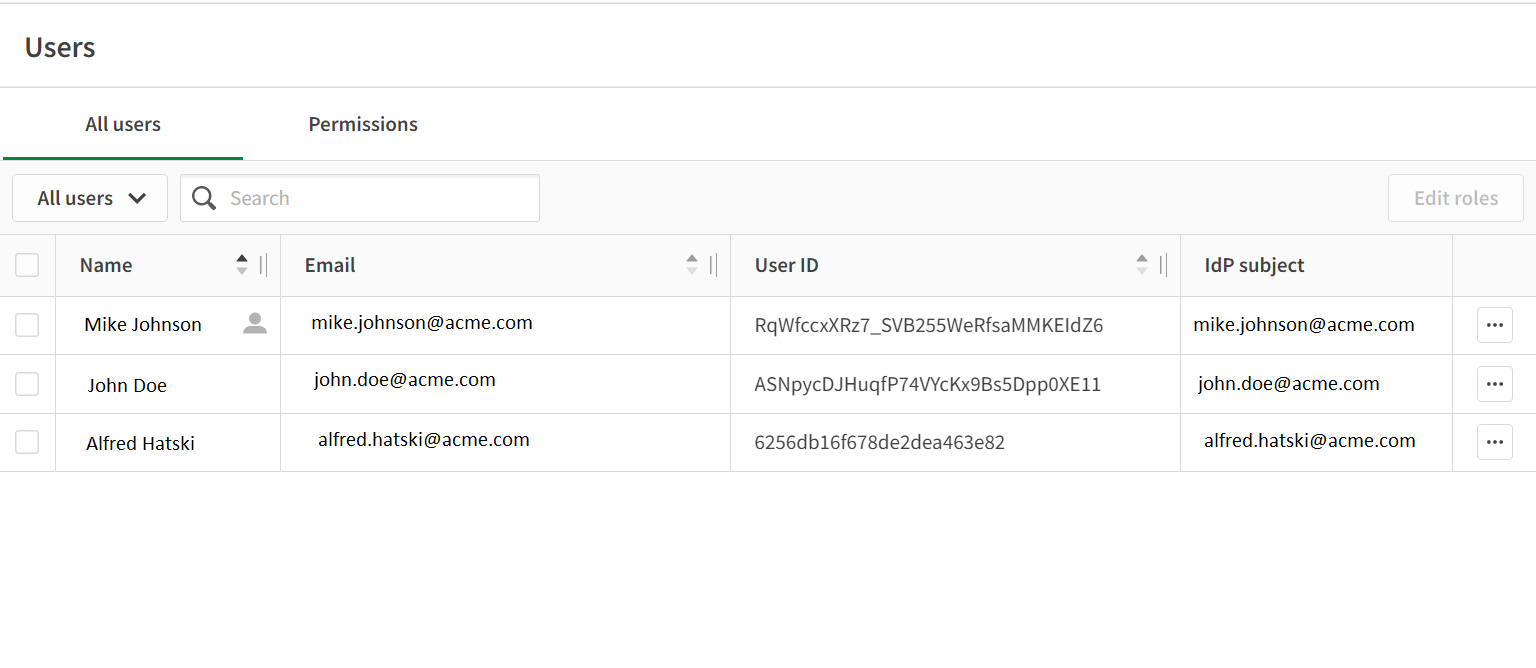 Users
All users Permissions
All users Search Edit roles
Name Email User ID IdP subject
Mike Johnson mike.johnson@acme.com RqWfccxXRz7_SVB255WeRfsaMMKEIdZ6 mike.johnson@acme.com
John Doe john.doe@acme.com ASNpycDJHuqfP74VYcKx9Bs5Dpp0XE11 john.doe@acme.com
Alfred Hatski alfred.hatski@acme.com 6256db16f678de2dea463e82 alfred.hatski@acme.com